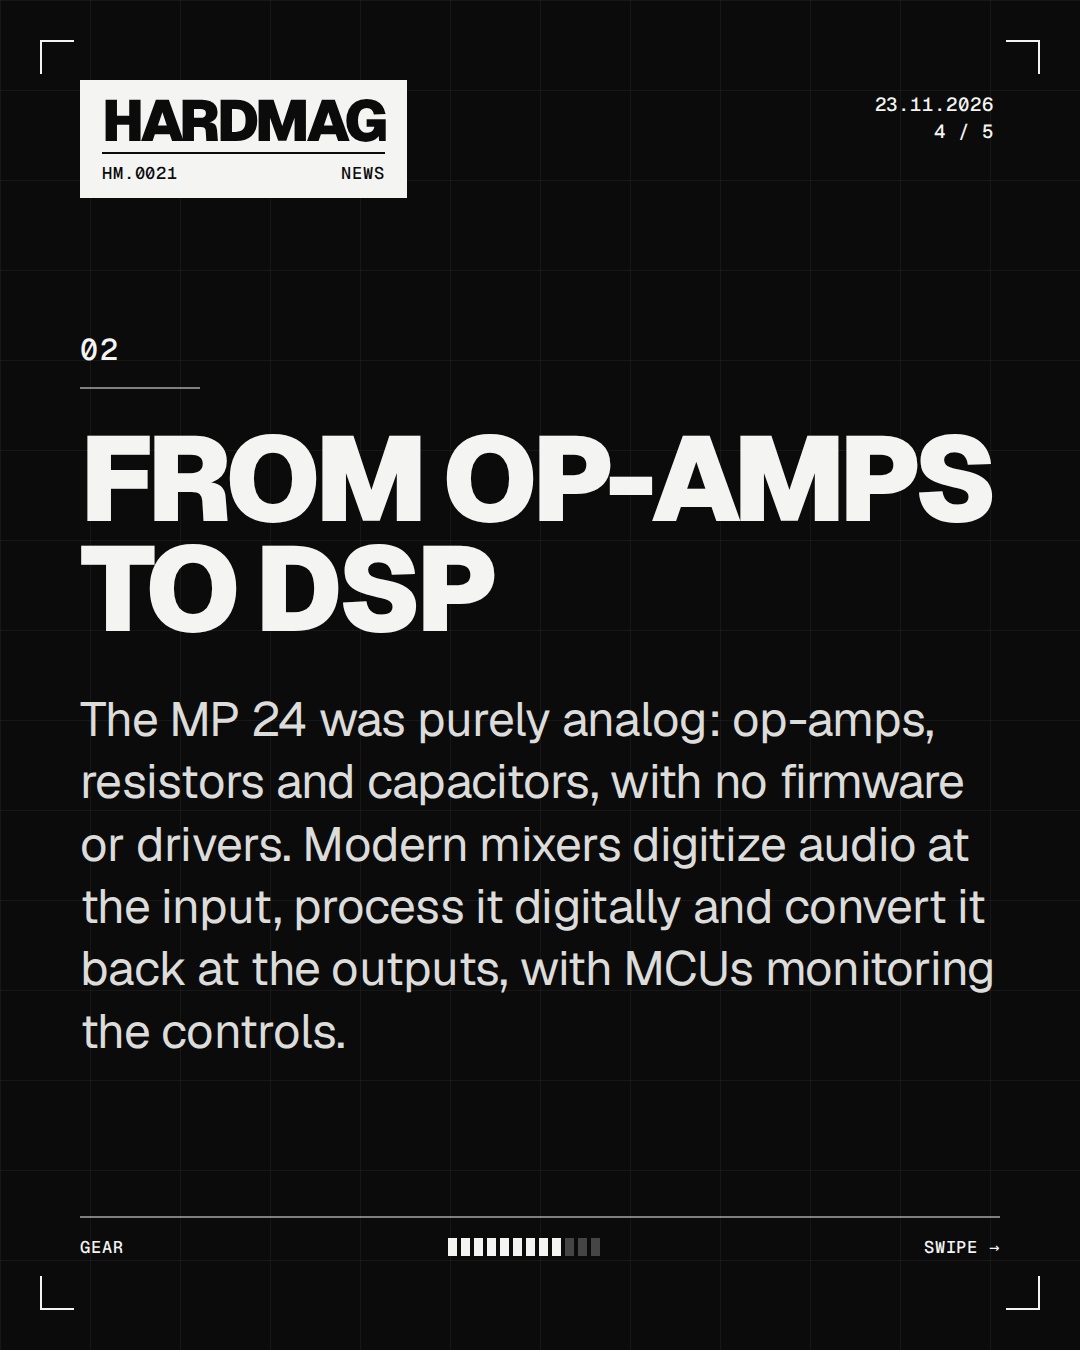 HARDMAG
HM.0021 NEWS
23.11.2026
4 / 5
02
FROM OP-AMPS
TO DSP
The MP 24 was purely analog: op-amps,
resistors and capacitors, with no firmware
or drivers. Modern mixers digitize audio at
the input, process it digitally and convert it
back at the outputs, with MCUs monitoring
the controls.
GEAR
SWIPE →